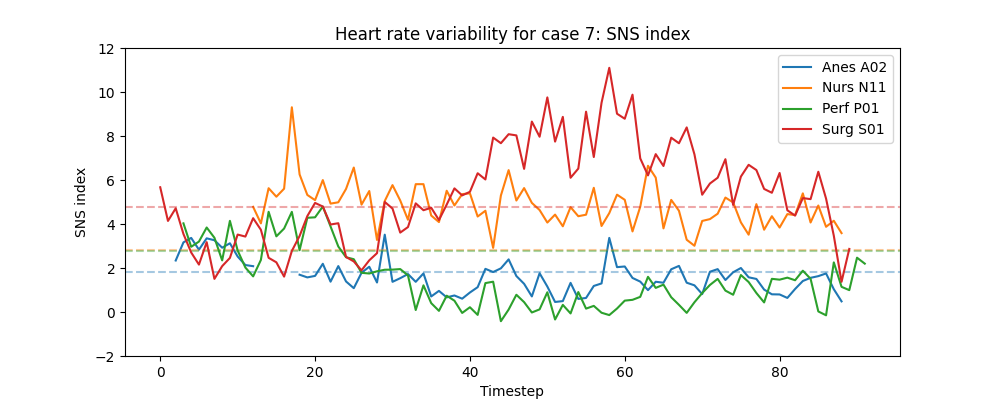 Heart rate variability for case 7: SNS index
SNS index
12
10
8
6
4
2
0
−2
Anes A02
Nurs N11
Perf P01
Surg S01
0
20
40
60
80
Timestep